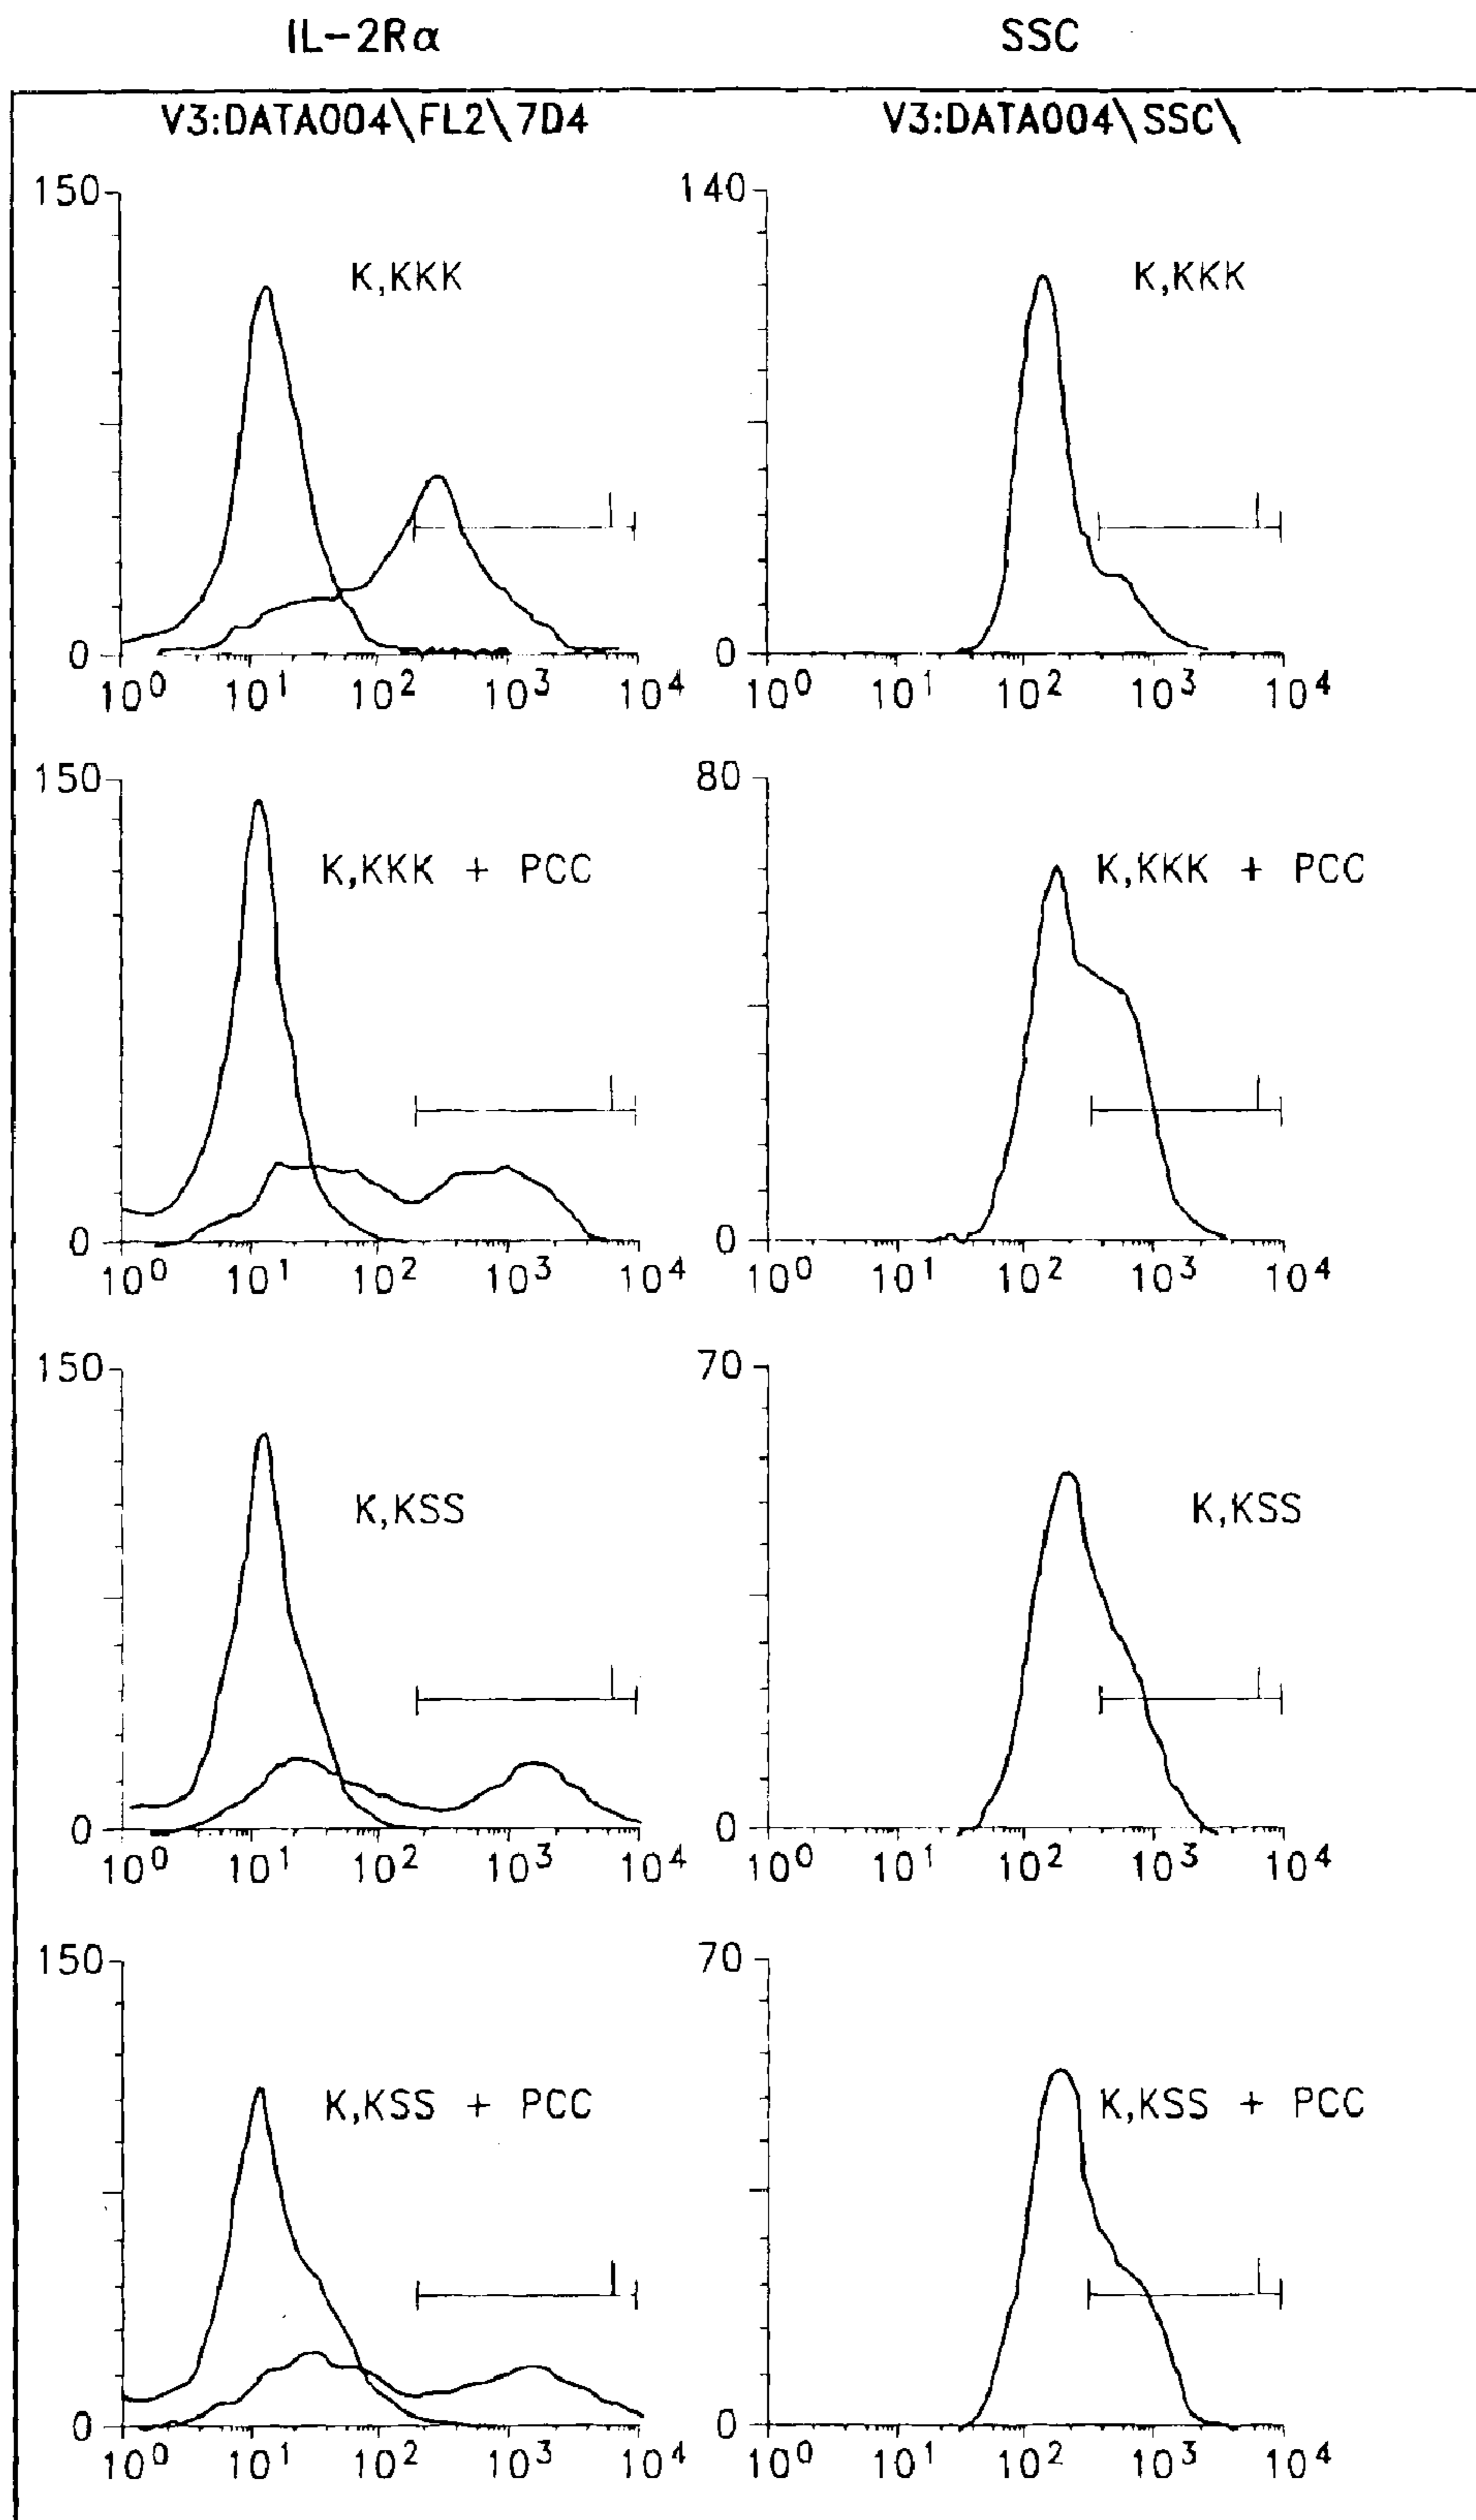 IL-2Rα SSC
V3:DATA004\FL2\7D4 V3:DATA004\SSC\
150 140
K,KKK K,KKK
0 0
10⁰ 10¹ 10² 10³ 10⁴ 10⁰ 10¹ 10² 10³ 10⁴
150 80
K,KKK + PCC K,KKK + PCC
0 0
10⁰ 10¹ 10² 10³ 10⁴ 10⁰ 10¹ 10² 10³ 10⁴
150 70
K,KSS K,KSS
0 0
10⁰ 10¹ 10² 10³ 10⁴ 10⁰ 10¹ 10² 10³ 10⁴
150 70
K,KSS + PCC K,KSS + PCC
0 0
10⁰ 10¹ 10² 10³ 10⁴ 10⁰ 10¹ 10² 10³ 10⁴